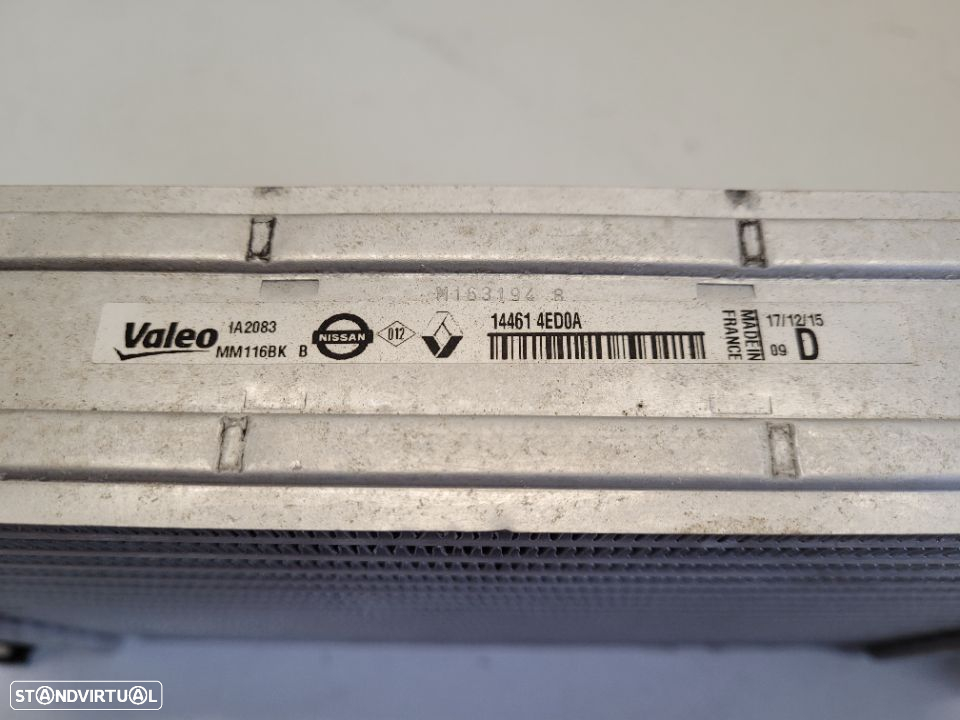 M163194 R
Valeo
1A2083
MM116BK B
NISSAN
012
14461 4ED0A
MADE IN
FRANCE
17/12/15
09 D
STANDVIRTUAL